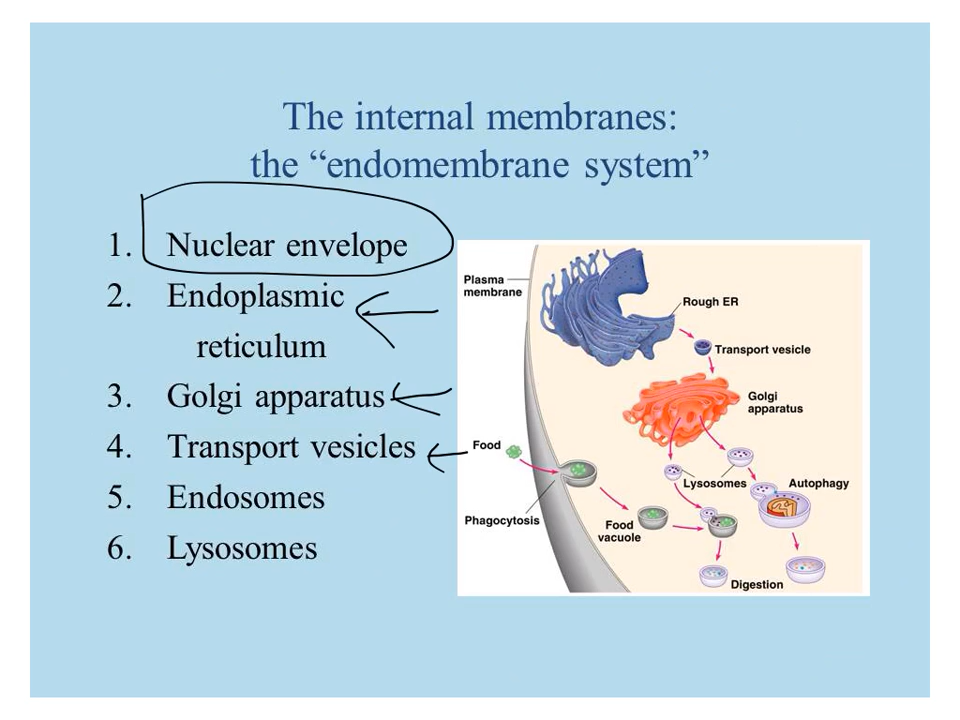 The internal membranes:
the “endomembrane system”
1. Nuclear envelope
2. Endoplasmic
reticulum
3. Golgi apparatus
4. Transport vesicles
5. Endosomes
6. Lysosomes
Plasma
membrane
Rough ER
Transport vesicle
Golgi
apparatus
Food
Lysosomes
Autophagy
Phagocytosis
Food
vacuole
Digestion